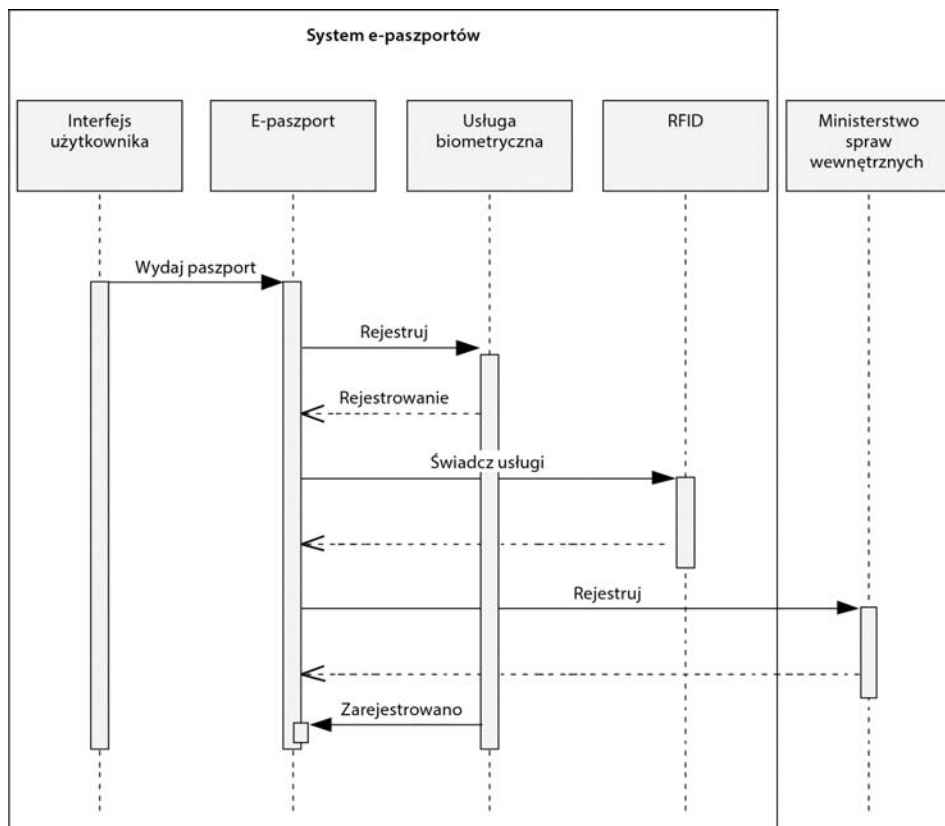 System e-paszportów
Interfejs
użytkownika
E-paszport
Usługa
biometryczna
RFID
Ministerstwo
spraw
wewnętrznych
Wydaj paszport
Rejestruj
Rejestrowanie
Świadcz usługi
Rejestruj
Zarejestrowano